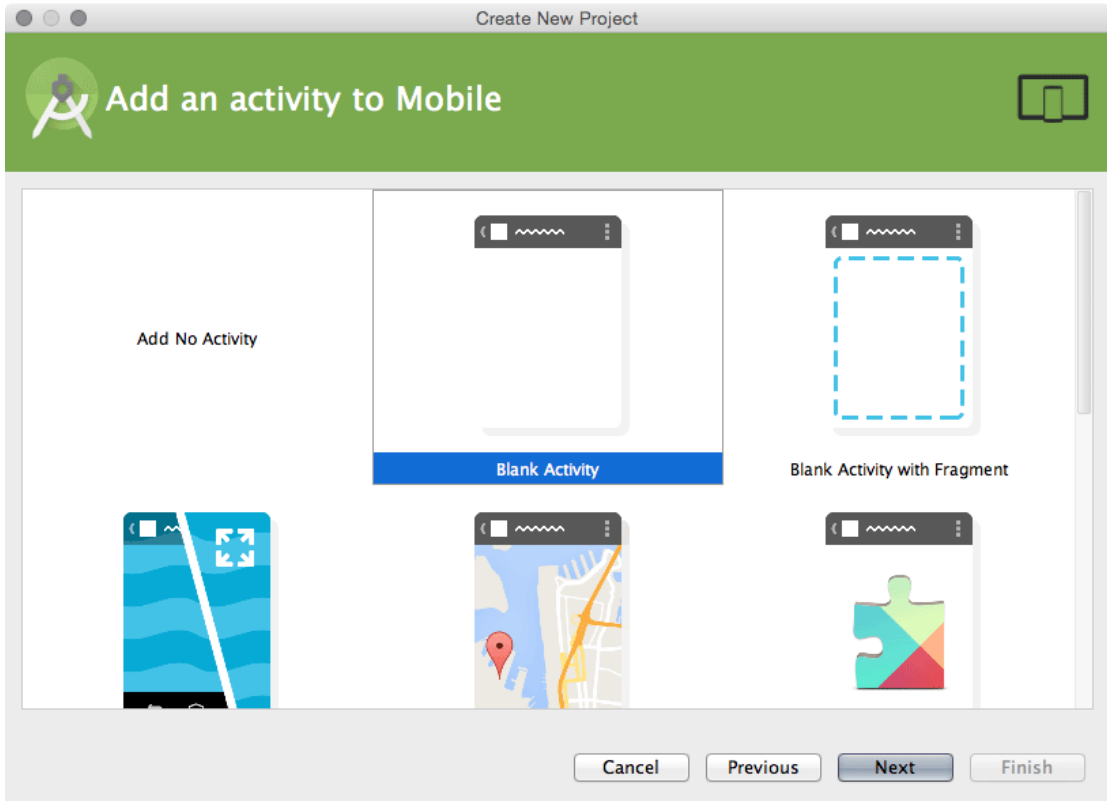 Create New Project
Add an activity to Mobile
Add No Activity
Blank Activity
Blank Activity with Fragment
Cancel
Previous
Next
Finish